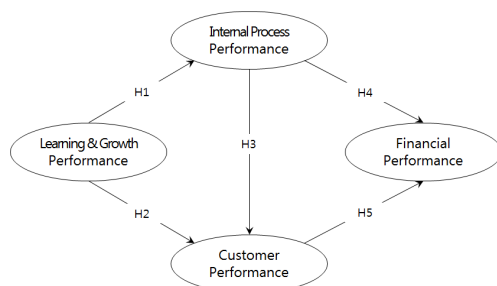 Internal Process
Performance
H1
H4
Learning & Growth
Performance
H3
Financial
Performance
H2
H5
Customer
Performance